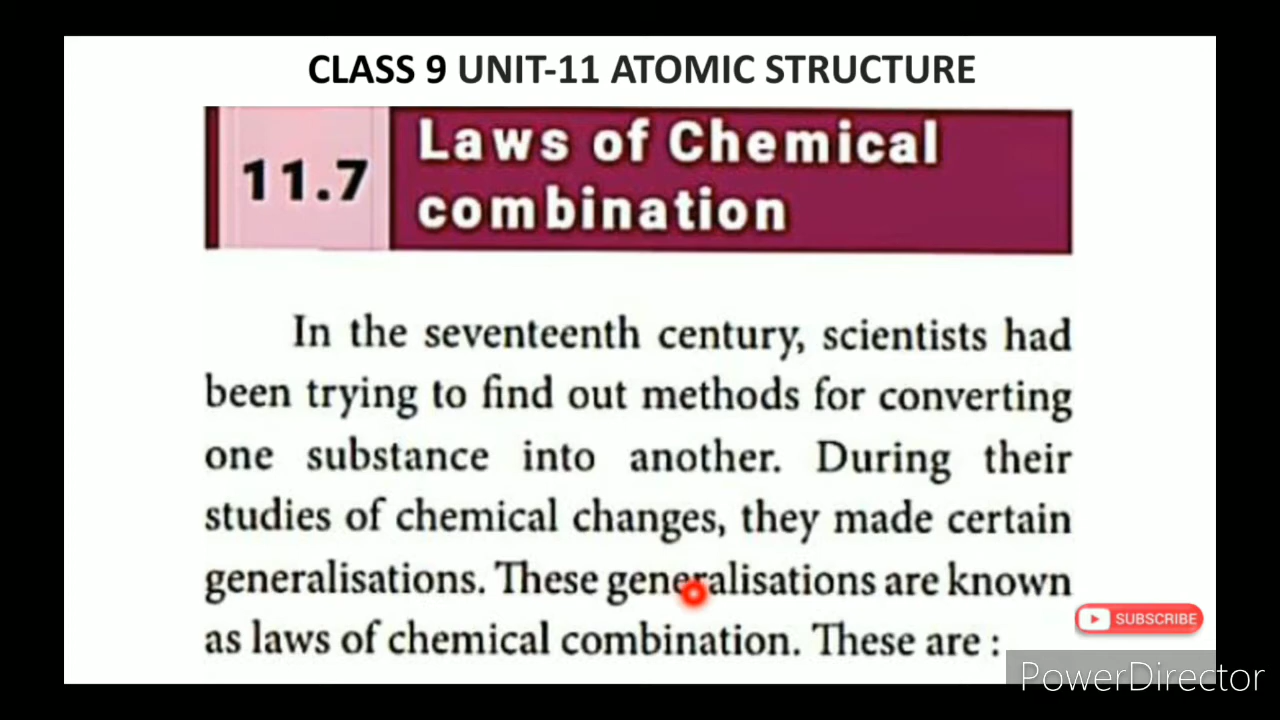 CLASS 9 UNIT-11 ATOMIC STRUCTURE
11.7
Laws of Chemical
combination
In the seventeenth century, scientists had
been trying to find out methods for converting
one substance into another. During their
studies of chemical changes, they made certain
generalisations. These generalisations are known
as laws of chemical combination. These are :
SUBSCRIBE
PowerDirector